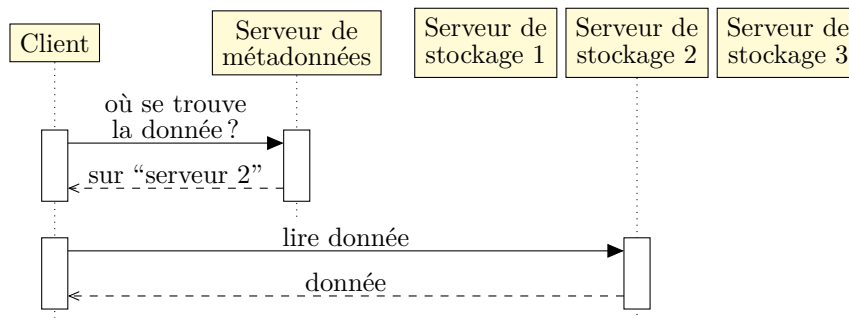 Client
Serveur de
métadonnées
Serveur de
stockage 1
Serveur de
stockage 2
Serveur de
stockage 3
où se trouve
la donnée ?
sur “serveur 2”
lire donnée
donnée